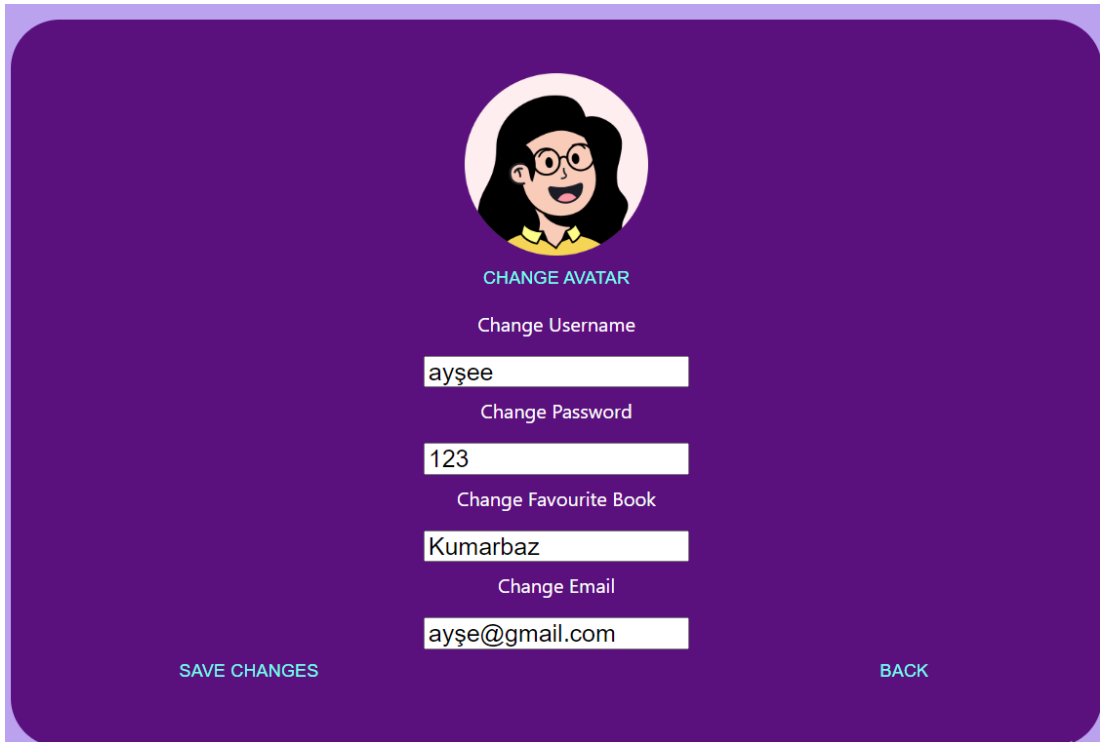 CHANGE AVATAR
Change Username
ayşee
Change Password
123
Change Favourite Book
Kumarbaz
Change Email
ayşe@gmail.com
SAVE CHANGES
BACK